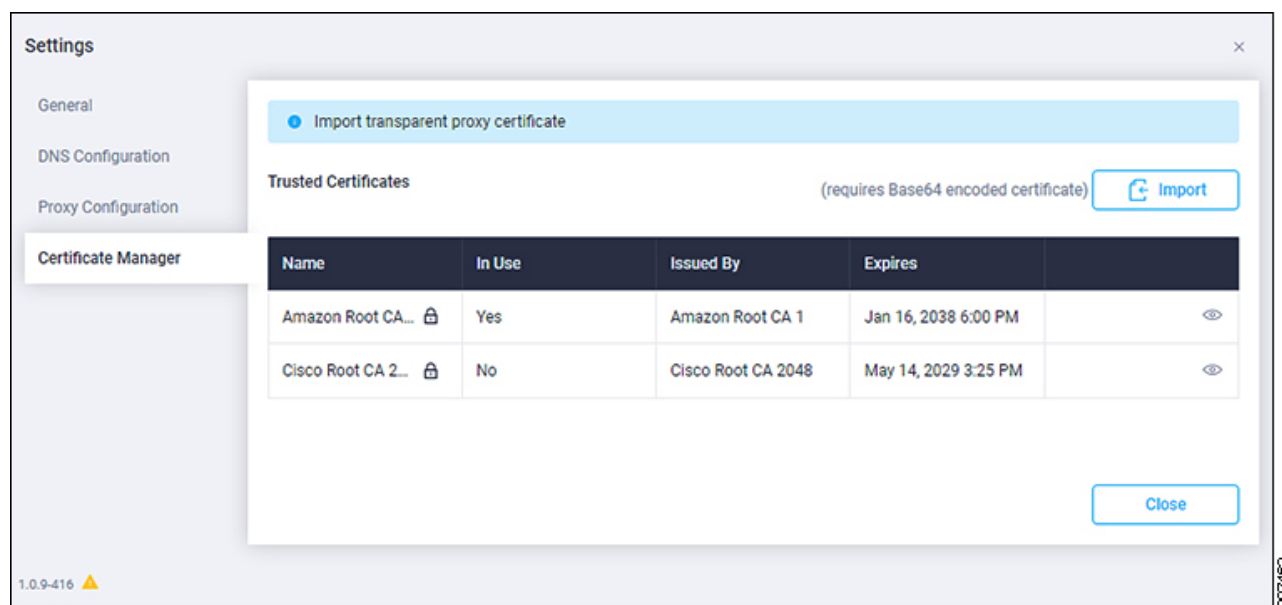 Settings
General
DNS Configuration
Proxy Configuration
Certificate Manager
Import transparent proxy certificate
Trusted Certificates
(requires Base64 encoded certificate) Import
Name In Use Issued By Expires
Amazon Root CA... Yes Amazon Root CA 1 Jan 16, 2038 6:00 PM
Cisco Root CA 2... No Cisco Root CA 2048 May 14, 2029 3:25 PM
Close
1.0.9-416